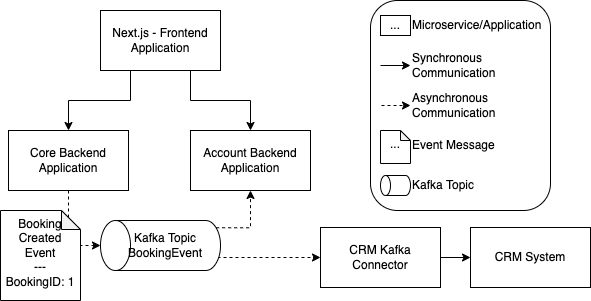 Next.js - Frontend
Application
Core Backend
Application
Account Backend
Application
Booking
Created
Event
---
BookingID: 1
Kafka Topic
BookingEvent
CRM Kafka
Connector
CRM System
...
Microservice/Application
Synchronous
Communication
Asynchronous
Communication
...
Event Message
Kafka Topic